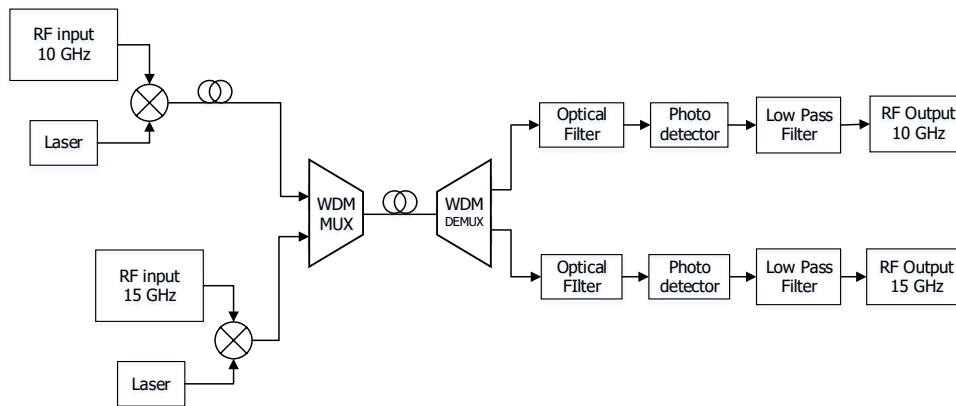 RF input
10 GHz
Laser
RF input
15 GHz
Laser
WDM
MUX
WDM
DEMUX
Optical
Filter
Photo
detector
Low Pass
Filter
RF Output
10 GHz
Optical
FIlter
Photo
detector
Low Pass
Filter
RF Output
15 GHz